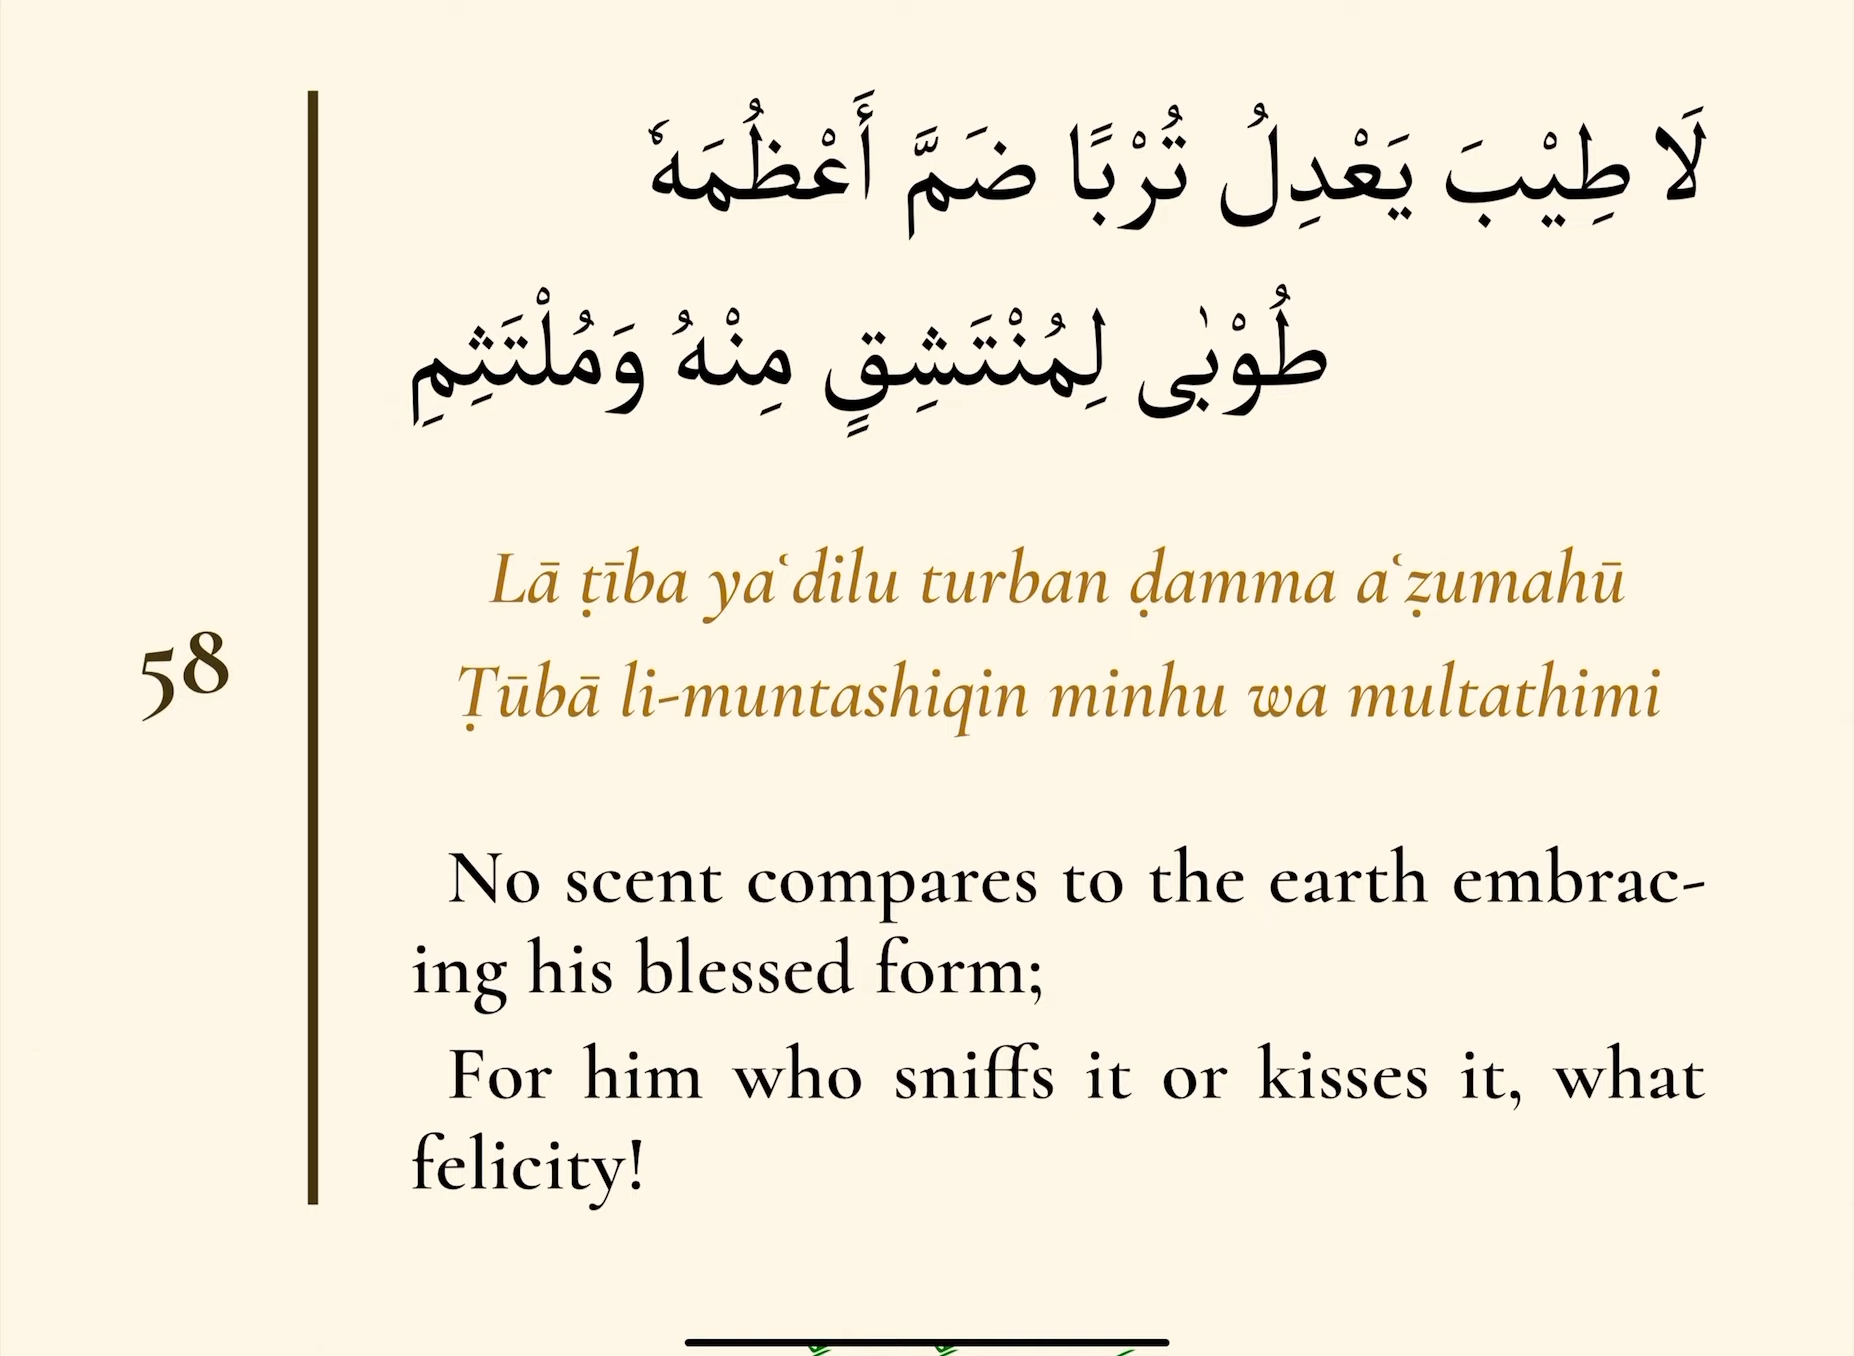 لَا طِيْبَ يَعْدِلُ تُرْبًا ضَمَّ أَعْظُمَهٗ
طُوْبٰى لِمُنْتَشِقٍ مِنْهُ وَمُلْتَثِمِ
Lā ṭība yaʿdilu turban ḍamma aʿẓumahū
58
Ṭūbā li-muntashiqin minhu wa multathimi
No scent compares to the earth embrac-
ing his blessed form;
For him who sniffs it or kisses it, what
felicity!